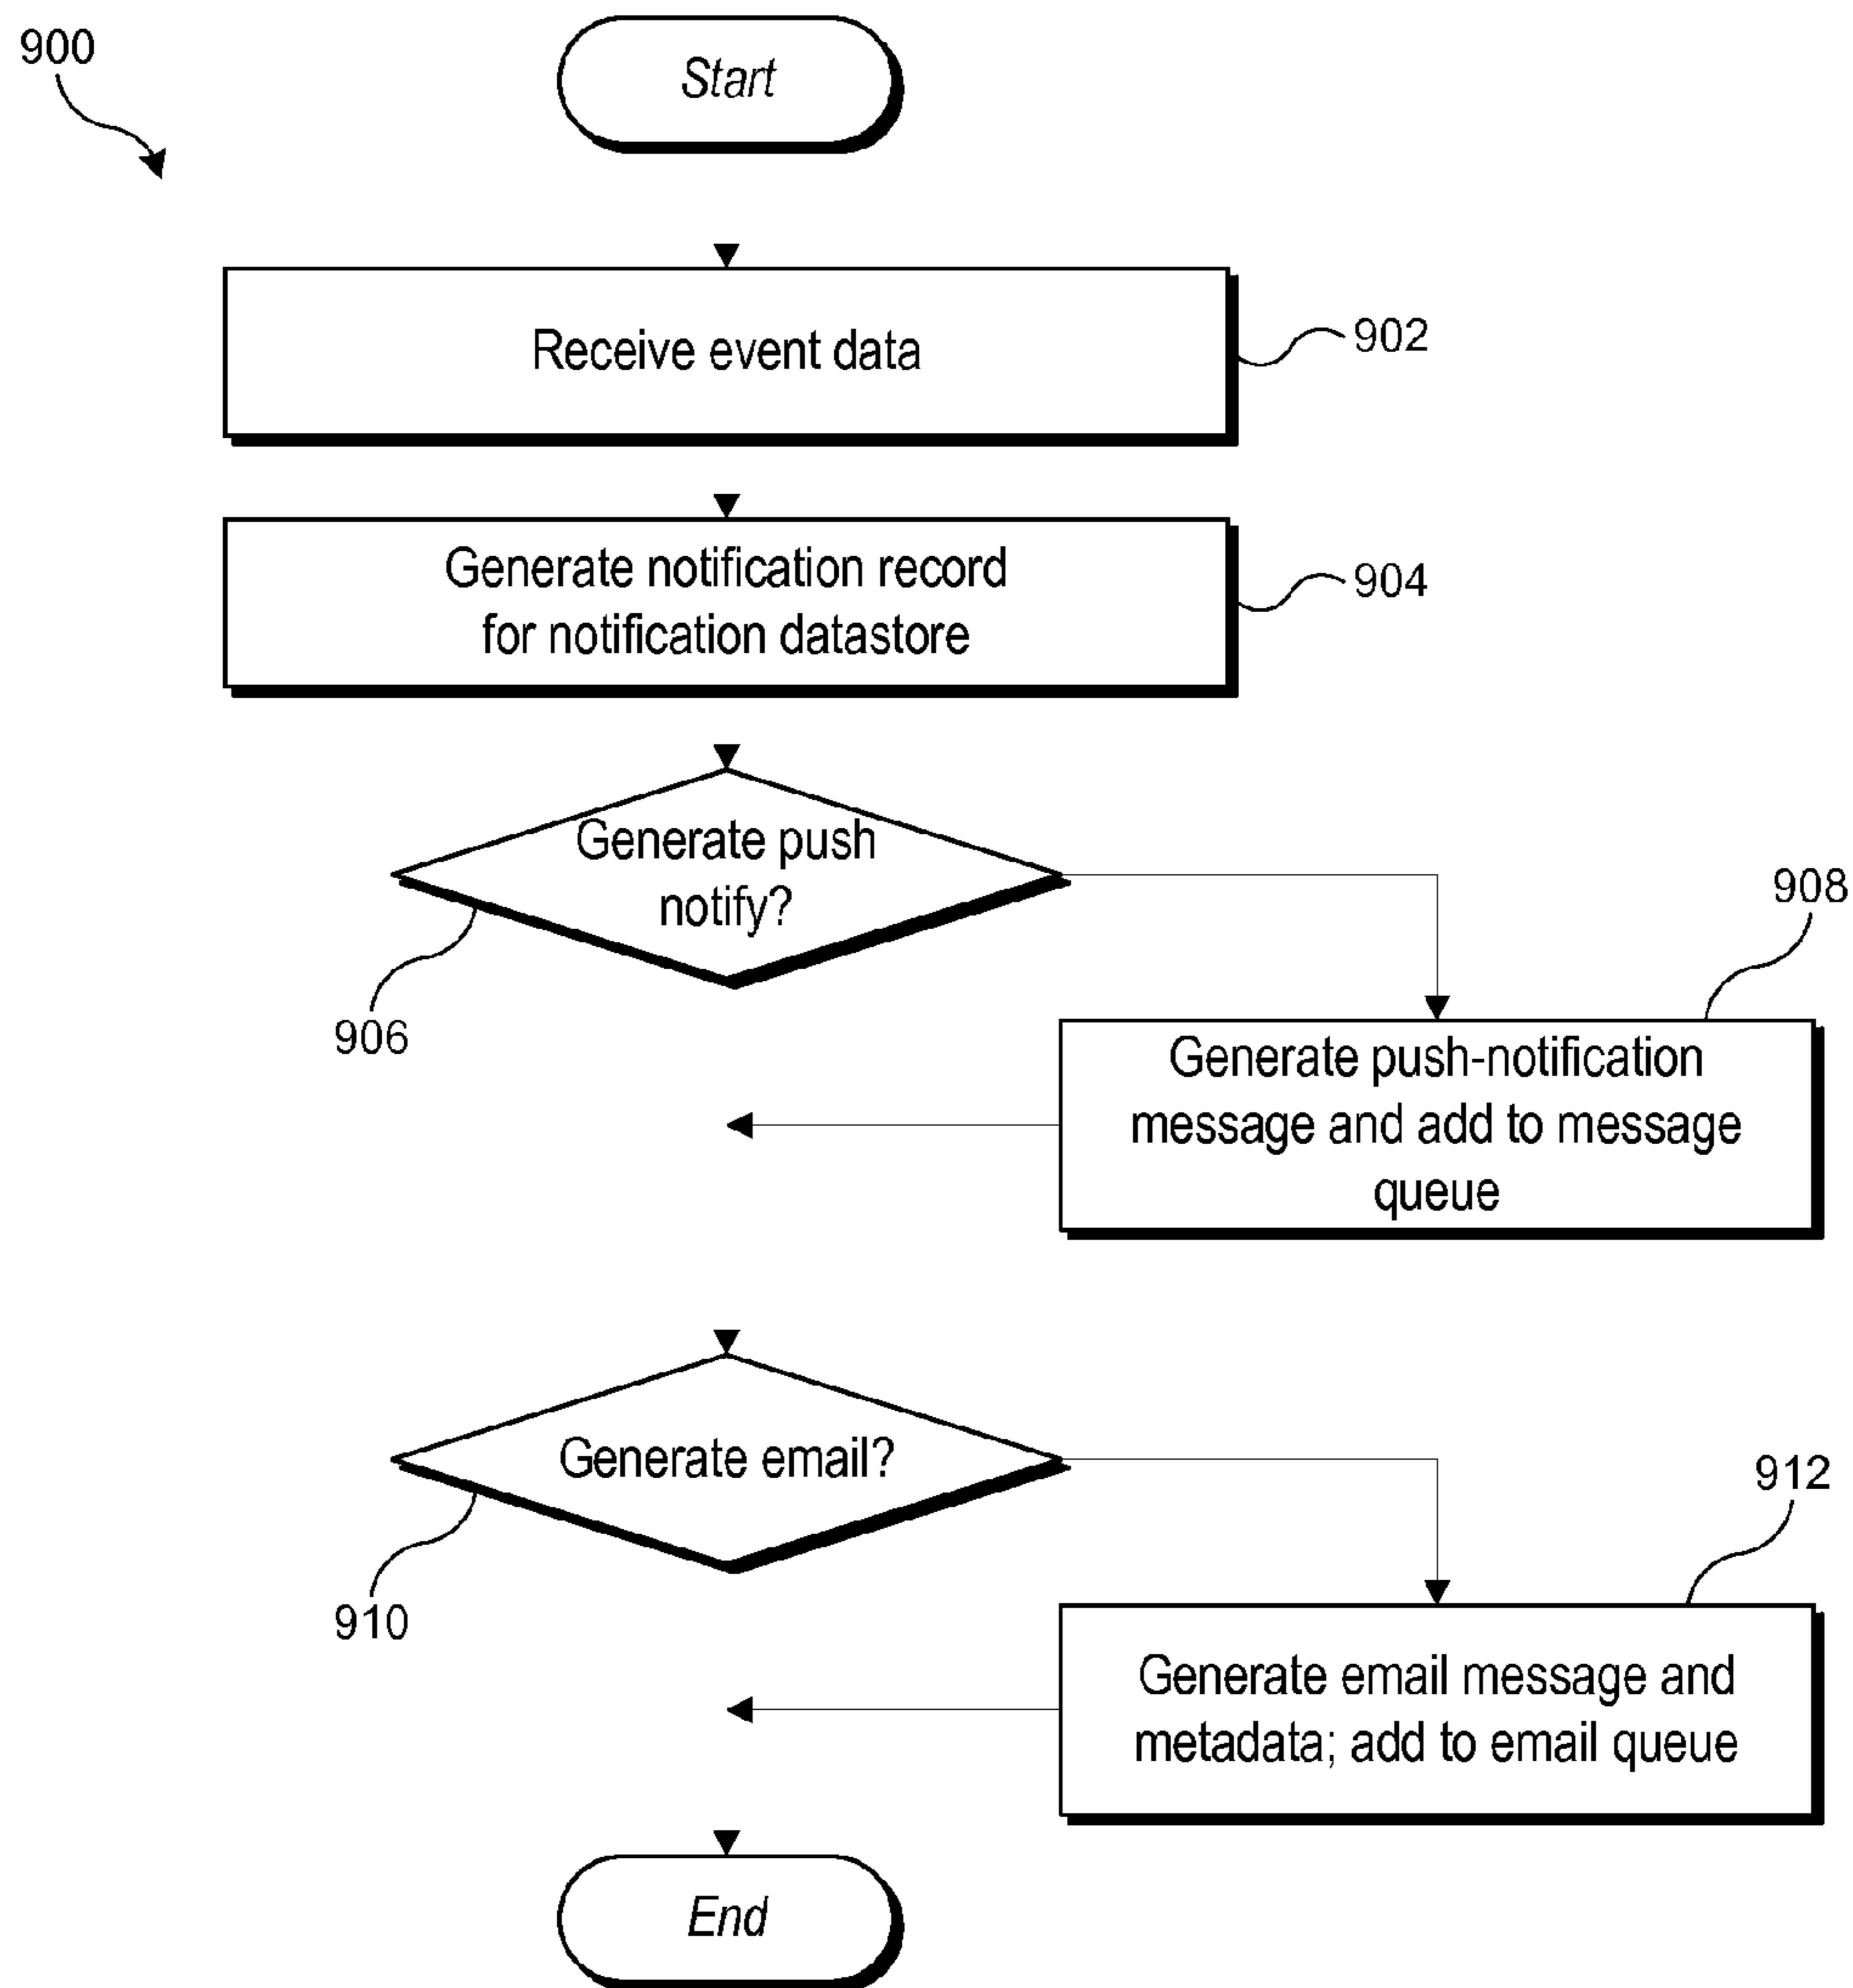 900
Start
Receive event data
902
Generate notification record
for notification datastore
904
Generate push
notify?
906
908
Generate push-notification
message and add to message
queue
Generate email?
910
912
Generate email message and
metadata; add to email queue
End